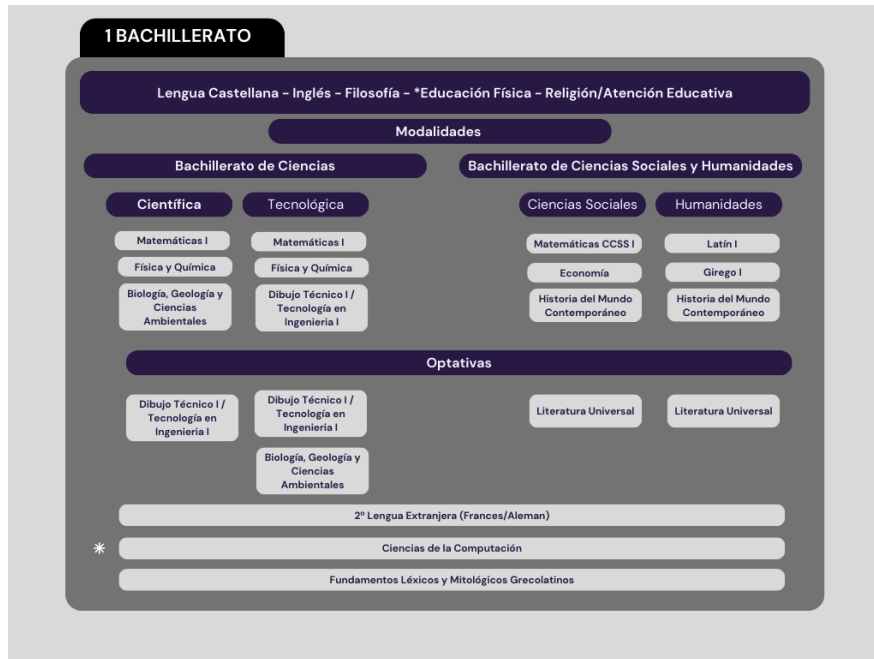 1 BACHILLERATO
Lengua Castellana - Inglés - Filosofía - *Educación Física - Religión/Atención Educativa
Modalidades
Bachillerato de Ciencias
Bachillerato de Ciencias Sociales y Humanidades
Científica
Tecnológica
Ciencias Sociales
Humanidades
Matemáticas I
Matemáticas I
Matemáticas CCSS I
Latín I
Física y Química
Física y Química
Economía
Girego I
Biología, Geología y
Ciencias
Ambientales
Dibujo Técnico I /
Tecnología en
Ingenieria I
Historia del Mundo
Contemporáneo
Historia del Mundo
Contemporáneo
Optativas
Dibujo Técnico I /
Tecnología en
Ingenieria I
Dibujo Técnico I /
Tecnología en
Ingenieria I
Literatura Universal
Literatura Universal
Biología, Geología y
Ciencias
Ambientales
2º Lengua Extranjera (Frances/Aleman)
* Ciencias de la Computación
Fundamentos Léxicos y Mitológicos Grecolatinos